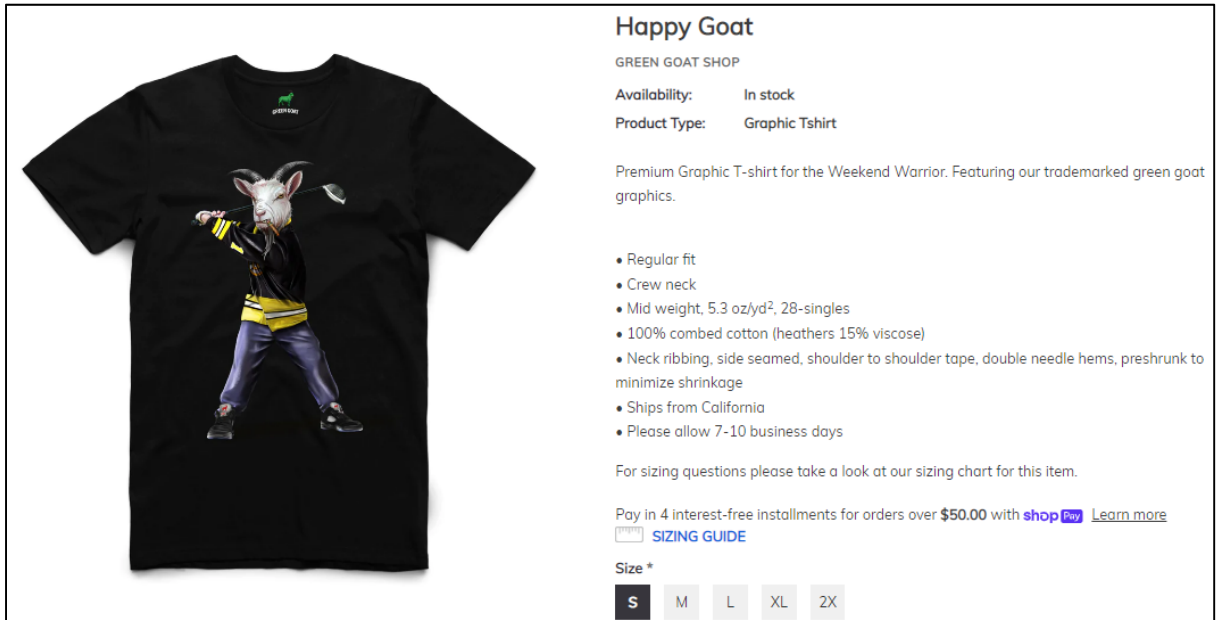 Happy Goat
GREEN GOAT SHOP
Availability: In stock
Product Type: Graphic Tshirt
Premium Graphic T-shirt for the Weekend Warrior. Featuring our trademarked green goat
graphics.
• Regular fit
• Crew neck
• Mid weight, 5.3 oz/yd², 28-singles
• 100% combed cotton (heathers 15% viscose)
• Neck ribbing, side seamed, shoulder to shoulder tape, double needle hems, preshrunk to
minimize shrinkage
• Ships from California
• Please allow 7-10 business days
For sizing questions please take a look at our sizing chart for this item.
Pay in 4 interest-free installments for orders over $50.00 with shop Pay Learn more
SIZING GUIDE
Size *
S M L XL 2X
GREEN GOAT